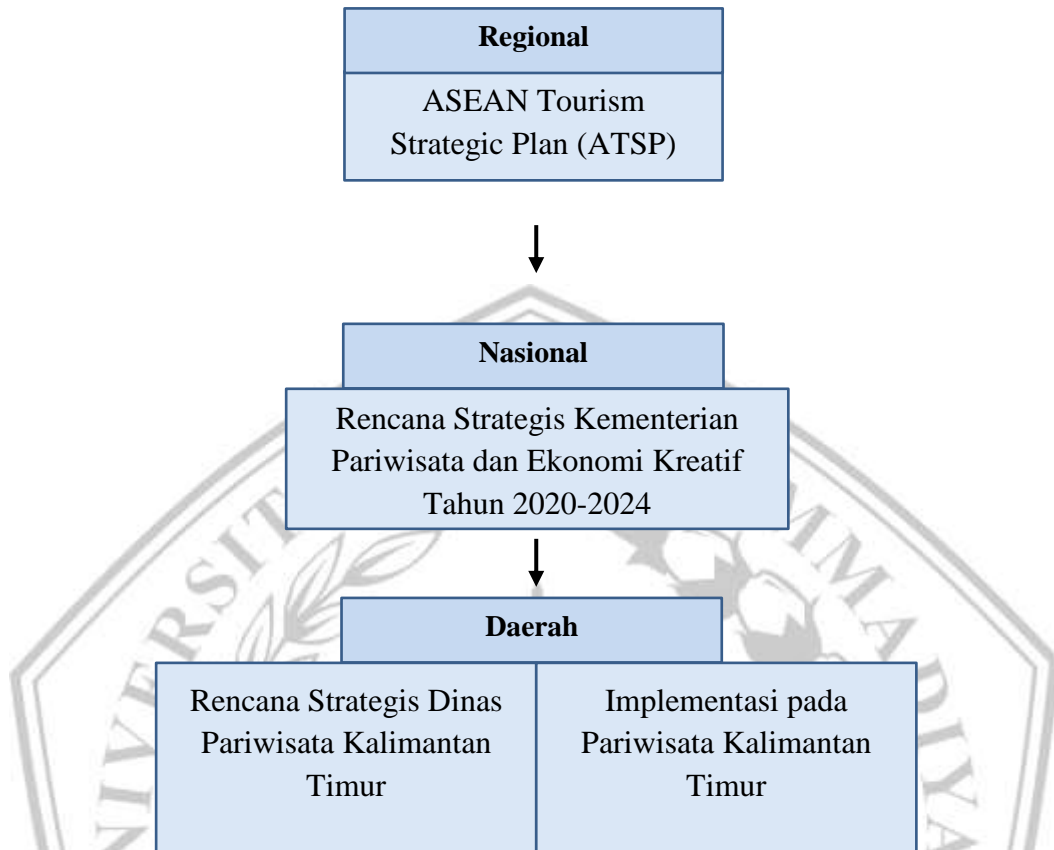 Regional
ASEAN Tourism
Strategic Plan (ATSP)
Nasional
Rencana Strategis Kementerian
Pariwisata dan Ekonomi Kreatif
Tahun 2020-2024
Daerah
Rencana Strategis Dinas
Pariwisata Kalimantan
Timur
Implementasi pada
Pariwisata Kalimantan
Timur